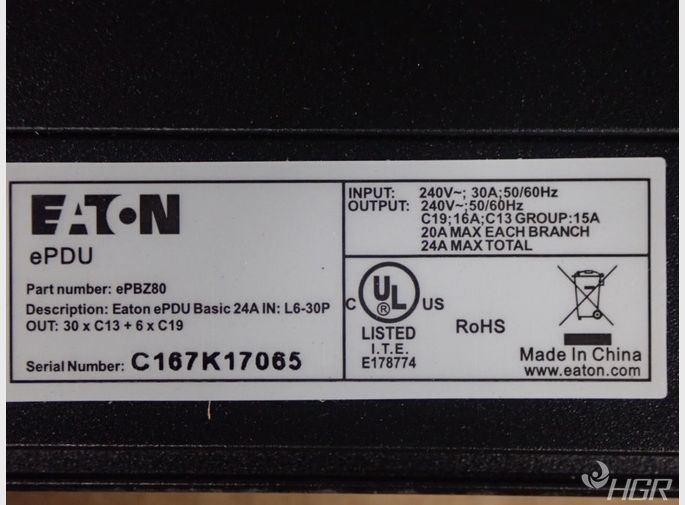 EATON
ePDU
Part number: ePBZ80
Description: Eaton ePDU Basic 24A IN: L6-30P
OUT: 30 x C13 + 6 x C19
Serial Number: C167K17065
INPUT: 240V~; 30A;50/60Hz
OUTPUT: 240V~;50/60Hz
C19;16A;C13 GROUP:15A
20A MAX EACH BRANCH
24A MAX TOTAL
C UL US
®
LISTED
I.T.E.
E178774
RoHS
Made In China
www.eaton.com
HGR